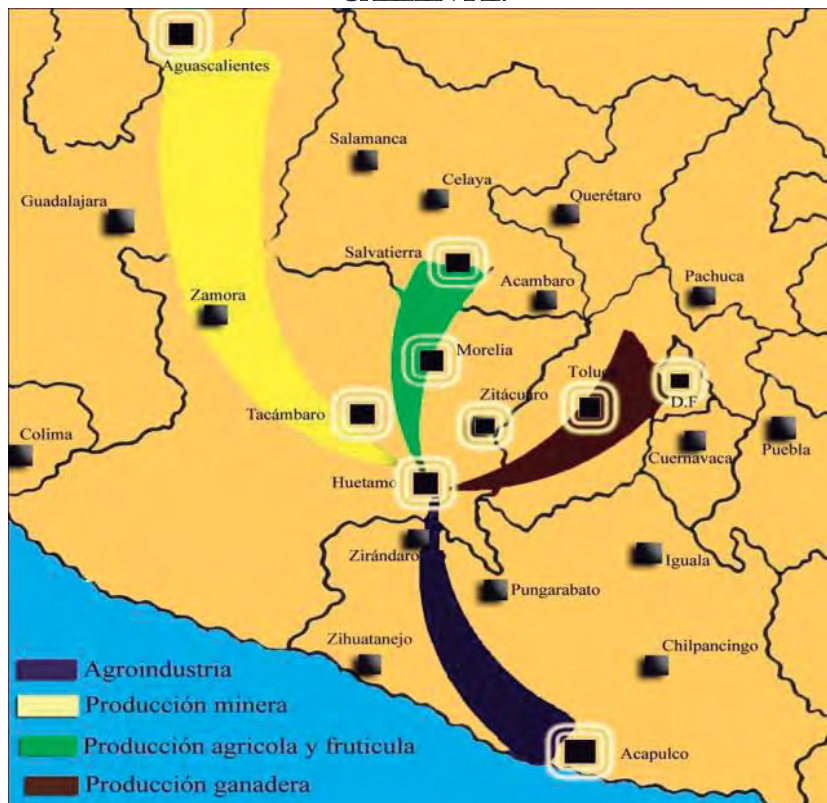 Aguascalientes
Salamanca
Celaya
Guadalajara
Querétaro
Salvatierra
Acambaro
Pachuca
Zamora
Morelia
Toluca
Zitácuaro
D.F
Tacámbaro
Colima
Cuernavaca
Puebla
Huetamo
Zirándaro
Iguala
Pungarabato
Zihuatanejo
Chilpancingo
Agroindustria
Producción minera
Producción agricola y fruticula
Acapulco
Producción ganadera